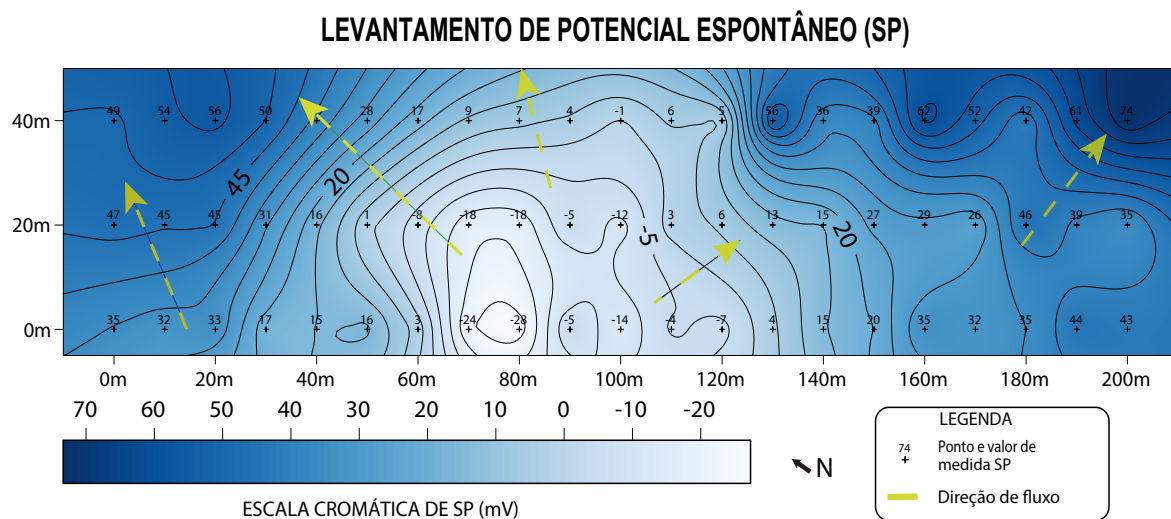 LEVANTAMENTO DE POTENCIAL ESPONTÂNEO (SP)
49 54 56 50 28 17 9 7 4 -1 6 5 56 36 39 62 52 42 61 74
40m
45 20
47 45 45 31 16 1 -8 -18 -18 -5 -12 3 6 13 15 27 29 26 46 39 35
20m
-5 20
35 32 33 17 15 16 3 -24 -28 -5 -14 -4 -7 4 15 20 35 32 35 44 43
0m
0m 20m 40m 60m 80m 100m 120m 140m 160m 180m 200m
70 60 50 40 30 20 10 0 -10 -20
ESCALA CROMÁTICA DE SP (mV)
N
LEGENDA
74 Ponto e valor de
medida SP
Direção de fluxo